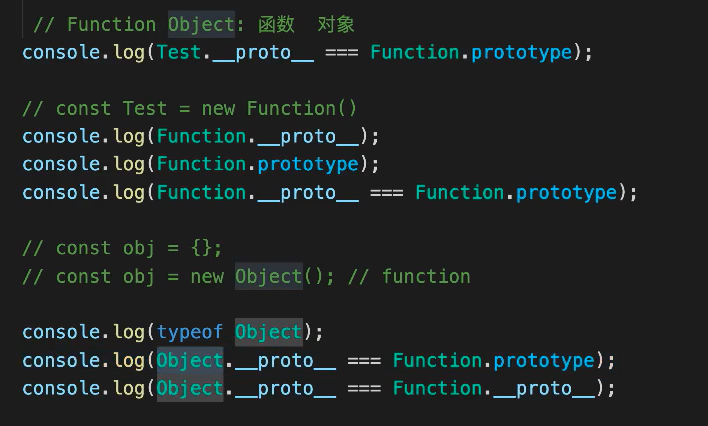 // Function Object: 函数  对象
console.log(Test.__proto__ === Function.prototype);
// const Test = new Function()
console.log(Function.__proto__);
console.log(Function.prototype);
console.log(Function.__proto__ === Function.prototype);
// const obj = {};
// const obj = new Object(); // function
console.log(typeof Object);
console.log(Object.__proto__ === Function.prototype);
console.log(Object.__proto__ === Function.__proto__);